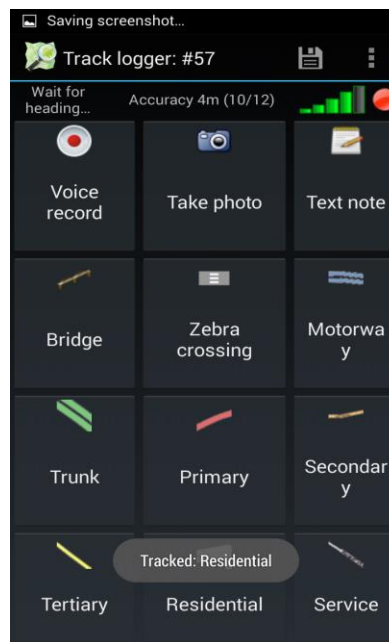 Saving screenshot...
Track logger: #57
Wait for
heading...
Accuracy 4m (10/12)
Voice
record
Take photo
Text note
Bridge
Zebra
crossing
Motorwa
y
Trunk
Primary
Secondar
y
Tracked: Residential
Tertiary
Residential
Service